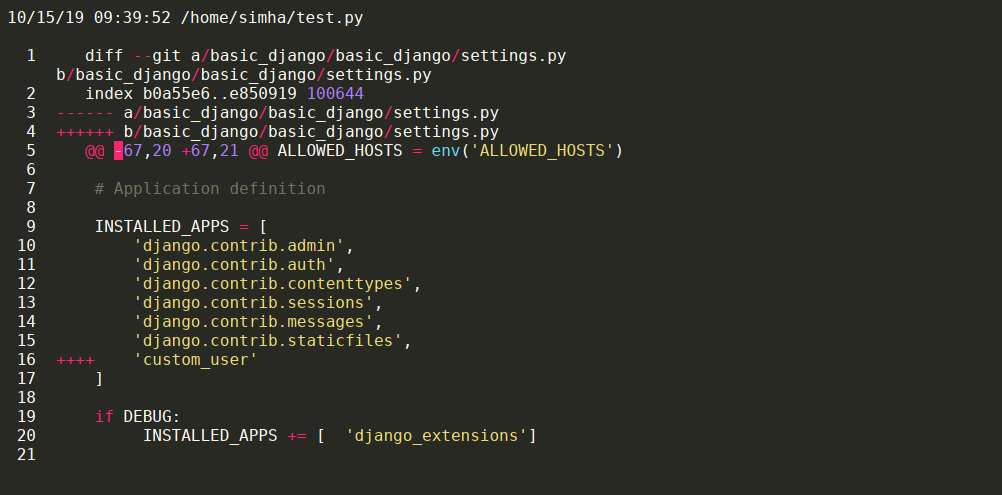 10/15/19 09:39:52 /home/simha/test.py
1 diff --git a/basic_django/basic_django/settings.py
b/basic_django/basic_django/settings.py
2 index b0a55e6..e850919 100644
3 ------ a/basic_django/basic_django/settings.py
4 ++++++ b/basic_django/basic_django/settings.py
5 @@ -67,20 +67,21 @@ ALLOWED_HOSTS = env('ALLOWED_HOSTS')
6
7 # Application definition
8
9 INSTALLED_APPS = [
10 'django.contrib.admin',
11 'django.contrib.auth',
12 'django.contrib.contenttypes',
13 'django.contrib.sessions',
14 'django.contrib.messages',
15 'django.contrib.staticfiles',
16 ++++ 'custom_user'
17 ]
18
19 if DEBUG:
20 INSTALLED_APPS += [ 'django_extensions']
21